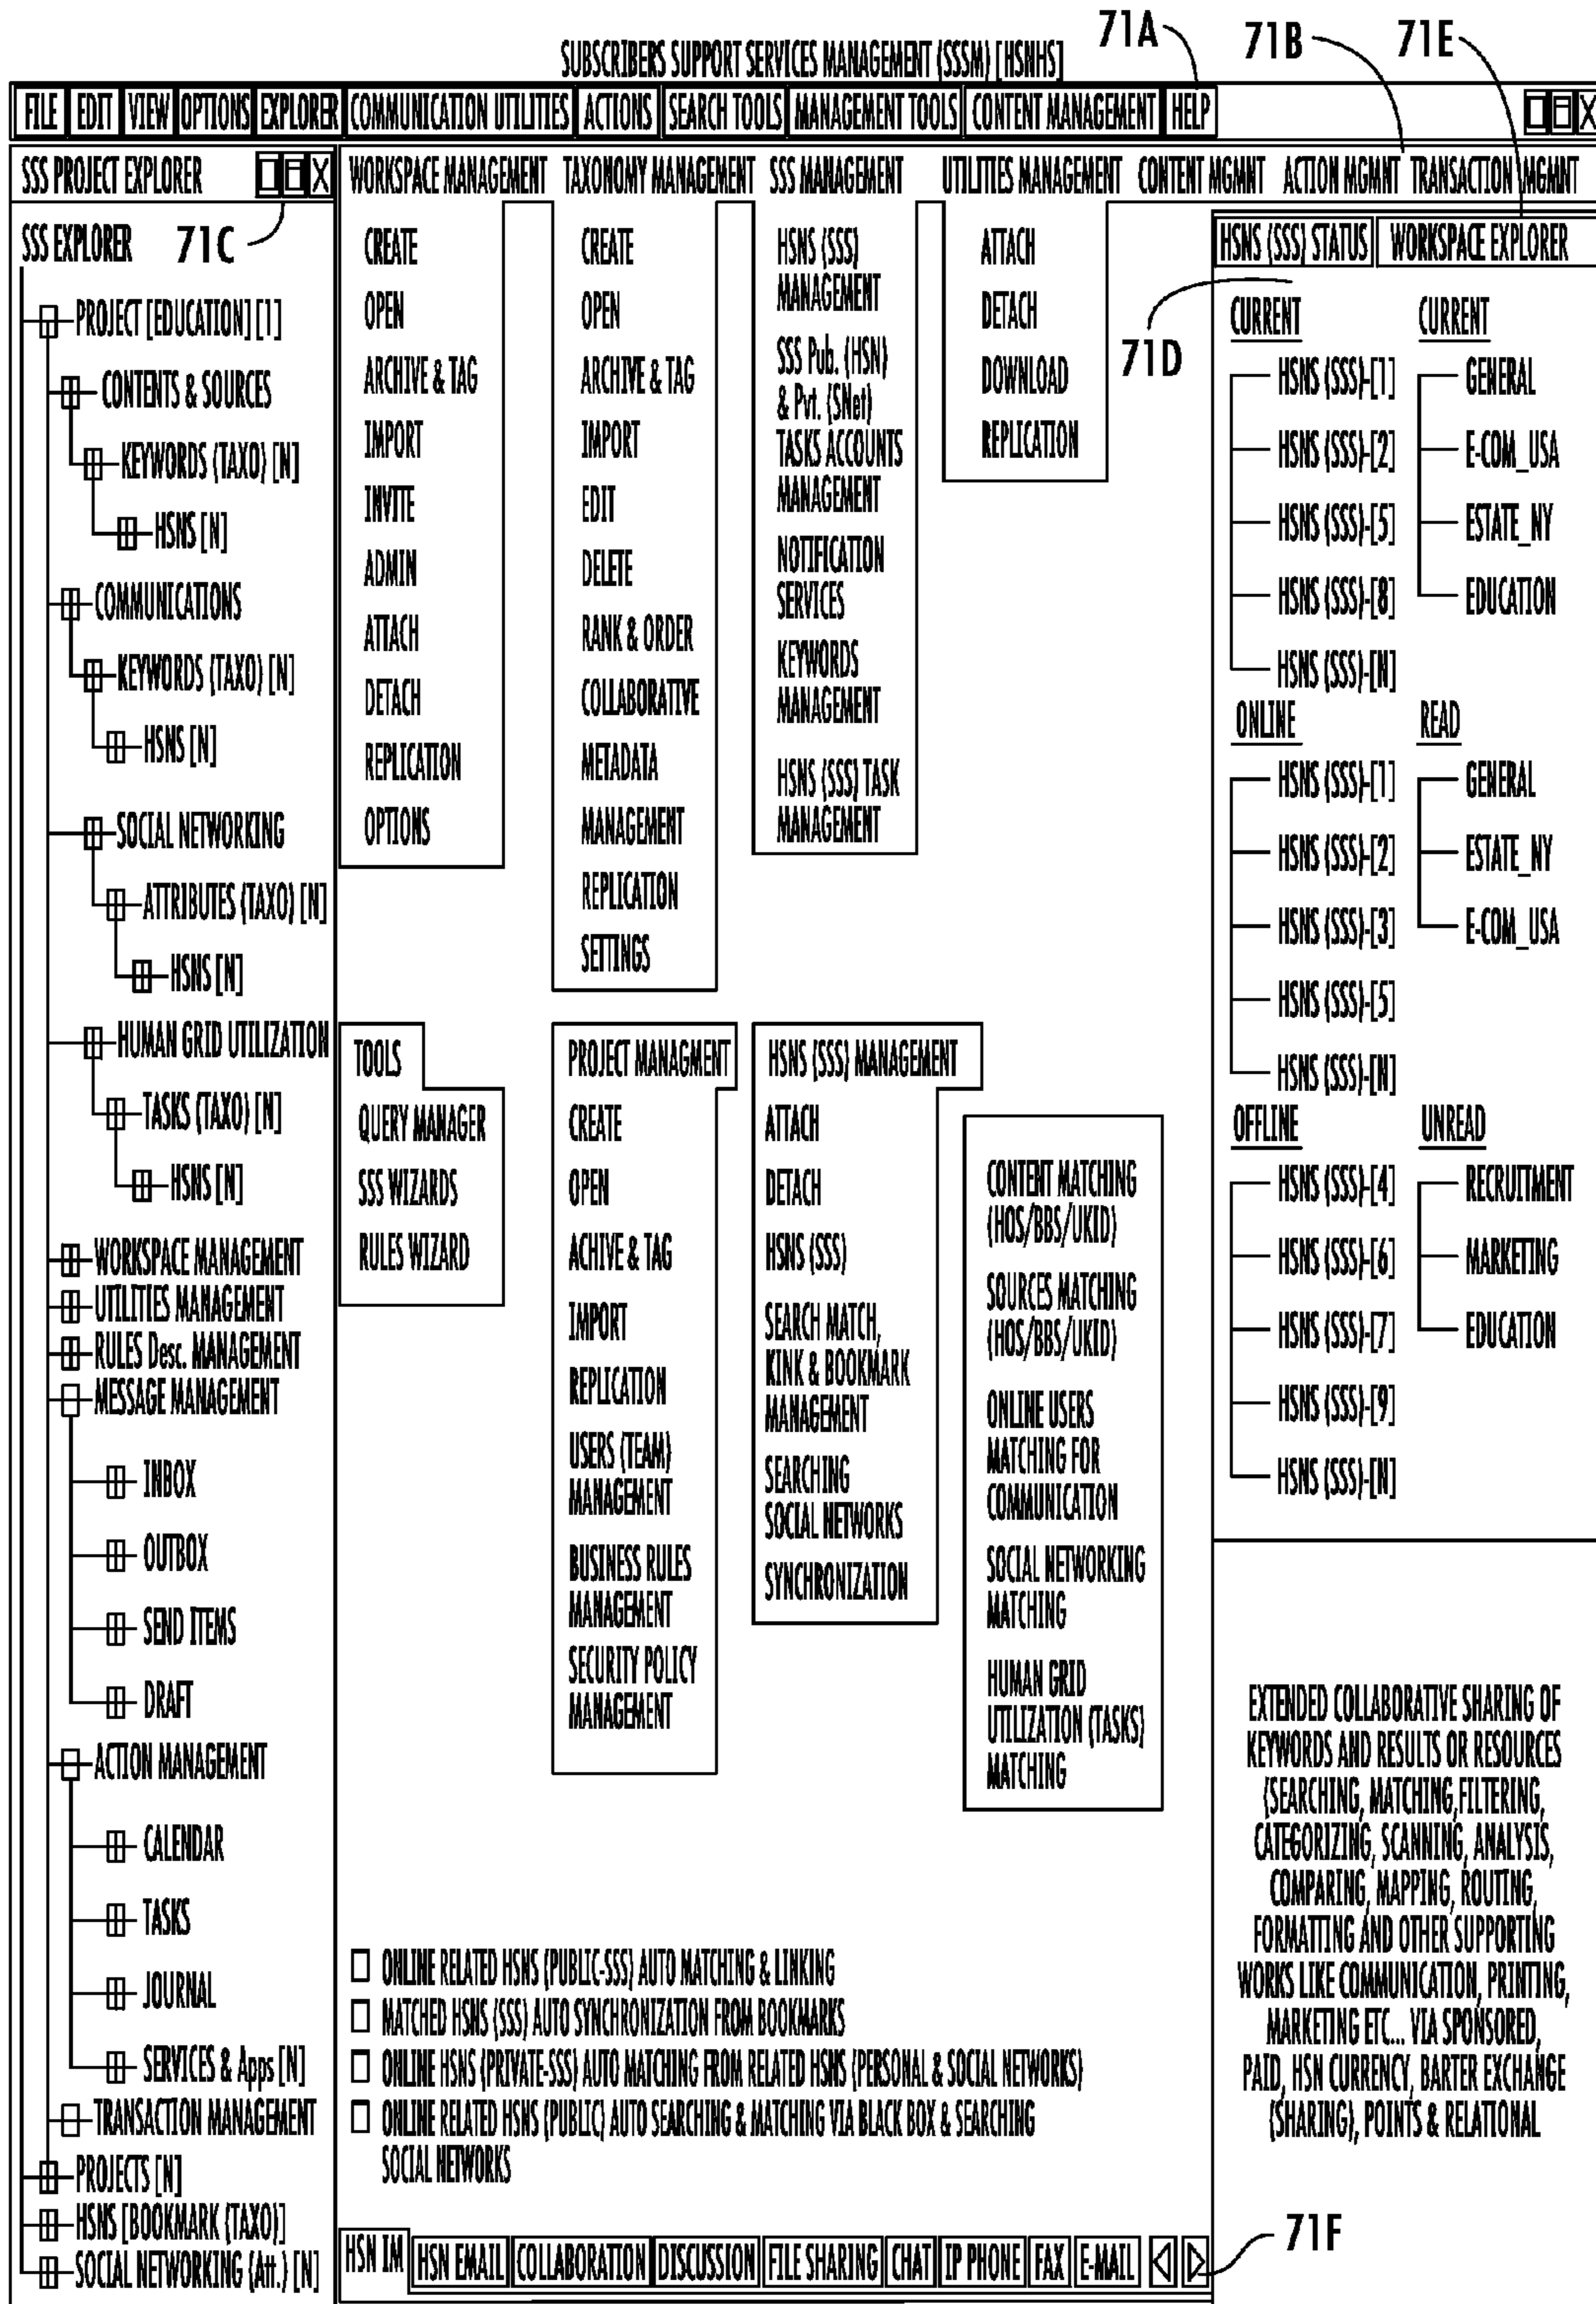 71A
71B
71E
SUBSCRIBERS SUPPORT SERVICES MANAGEMENT (SSSM) [HSNHS]
FILE EDIT VIEW OPTIONS EXPLORER COMMUNICATION UTILITIES ACTIONS SEARCH TOOLS MANAGEMENT TOOLS CONTENT MANAGEMENT HELP
SSS PROJECT EXPLORER
71C
SSS EXPLORER
PROJECT [EDUCATION] [1]
CONTENTS & SOURCES
KEYWORDS (TAXO) [N]
HSNS [N]
COMMUNICATIONS
KEYWORDS (TAXO) [N]
HSNS [N]
SOCIAL NETWORKING
ATTRIBUTES (TAXO) [N]
HSNS [N]
HUMAN GRID UTILIZATION
TASKS (TAXO) [N]
HSNS [N]
WORKSPACE MANAGEMENT
UTILITIES MANAGEMENT
RULES Desc. MANAGEMENT
MESSAGE MANAGEMENT
INBOX
OUTBOX
SEND ITEMS
DRAFT
ACTION MANAGEMENT
CALENDAR
TASKS
JOURNAL
SERVICES & Apps [N]
TRANSACTION MANAGEMENT
PROJECTS [N]
HSNS [BOOKMARK (TAXO)]
SOCIAL NETWORKING (Att.) [N]
WORKSPACE MANAGEMENT TAXONOMY MANAGEMENT SSS MANAGEMENT UTILITIES MANAGEMENT CONTENT MGMNT ACTION MGMNT TRANSACTION MGMNT
CREATE
OPEN
ARCHIVE & TAG
IMPORT
INVITE
ADMIN
ATTACH
DETACH
REPLICATION
OPTIONS
CREATE
OPEN
ARCHIVE & TAG
IMPORT
EDIT
DELETE
RANK & ORDER
COLLABORATIVE
METADATA
MANAGEMENT
REPLICATION
SETTINGS
HSNS (SSS)
MANAGEMENT
SSS Pub. (HSN)
& Pvt. (SNet)
TASKS ACCOUNTS
MANAGEMENT
NOTIFICATION
SERVICES
KEYWORDS
MANAGEMENT
HSNS (SSS) TASK
MANAGEMENT
ATTACH
DETACH
DOWNLOAD
REPLICATION
TOOLS
QUERY MANAGER
SSS WIZARDS
RULES WIZARD
PROJECT MANAGMENT
CREATE
OPEN
ACHIVE & TAG
IMPORT
REPLICATION
USERS (TEAM)
MANAGEMENT
BUSINESS RULES
MANAGEMENT
SECURITY POLICY
MANAGEMENT
HSNS (SSS) MANAGEMENT
ATTACH
DETACH
HSNS (SSS)
SEARCH MATCH,
KINK & BOOKMARK
MANAGEMENT
SEARCHING
SOCIAL NETWORKS
SYNCHRONIZATION
CONTENT MATCHING
(HOS/BBS/UKID)
SOURCES MATCHING
(HOS/BBS/UKID)
ONLINE USERS
MATCHING FOR
COMMUNICATION
SOCIAL NETWORKING
MATCHING
HUMAN GRID
UTILIZATION (TASKS)
MATCHING
ONLINE RELATED HSNS (PUBLIC-SSS) AUTO MATCHING & LINKING
MATCHED HSNS (SSS) AUTO SYNCHRONIZATION FROM BOOKMARKS
ONLINE HSNS (PRIVATE-SSS) AUTO MATCHING FROM RELATED HSNS (PERSONAL & SOCIAL NETWORKS)
ONLINE RELATED HSNS (PUBLIC) AUTO SEARCHING & MATCHING VIA BLACK BOX & SEARCHING
SOCIAL NETWORKS
HSN IM HSN EMAIL COLLABORATION DISCUSSION FILE SHARING CHAT IP PHONE FAX E-MAIL
HSNS (SSS) STATUS WORKSPACE EXPLORER
71D
CURRENT
HSNS (SSS)-[1]
HSNS (SSS)-[2]
HSNS (SSS)-[5]
HSNS (SSS)-[8]
HSNS (SSS)-[N]
ONLINE
HSNS (SSS)-[1]
HSNS (SSS)-[2]
HSNS (SSS)-[3]
HSNS (SSS)-[5]
HSNS (SSS)-[N]
OFFLINE
HSNS (SSS)-[4]
HSNS (SSS)-[6]
HSNS (SSS)-[7]
HSNS (SSS)-[9]
HSNS (SSS)-[N]
CURRENT
GENERAL
E-COM_USA
ESTATE_NY
EDUCATION
READ
GENERAL
ESTATE_NY
E-COM_USA
UNREAD
RECRUITMENT
MARKETING
EDUCATION
EXTENDED COLLABORATIVE SHARING OF
KEYWORDS AND RESULTS OR RESOURCES
(SEARCHING, MATCHING,FILTERING,
CATEGORIZING, SCANNING, ANALYSIS,
COMPARING, MAPPING, ROUTING,
FORMATTING AND OTHER SUPPORTING
WORKS LIKE COMMUNICATION, PRINTING,
MARKETING ETC... VIA SPONSORED,
PAID, HSN CURRENCY, BARTER EXCHANGE
(SHARING), POINTS & RELATIONAL
71F